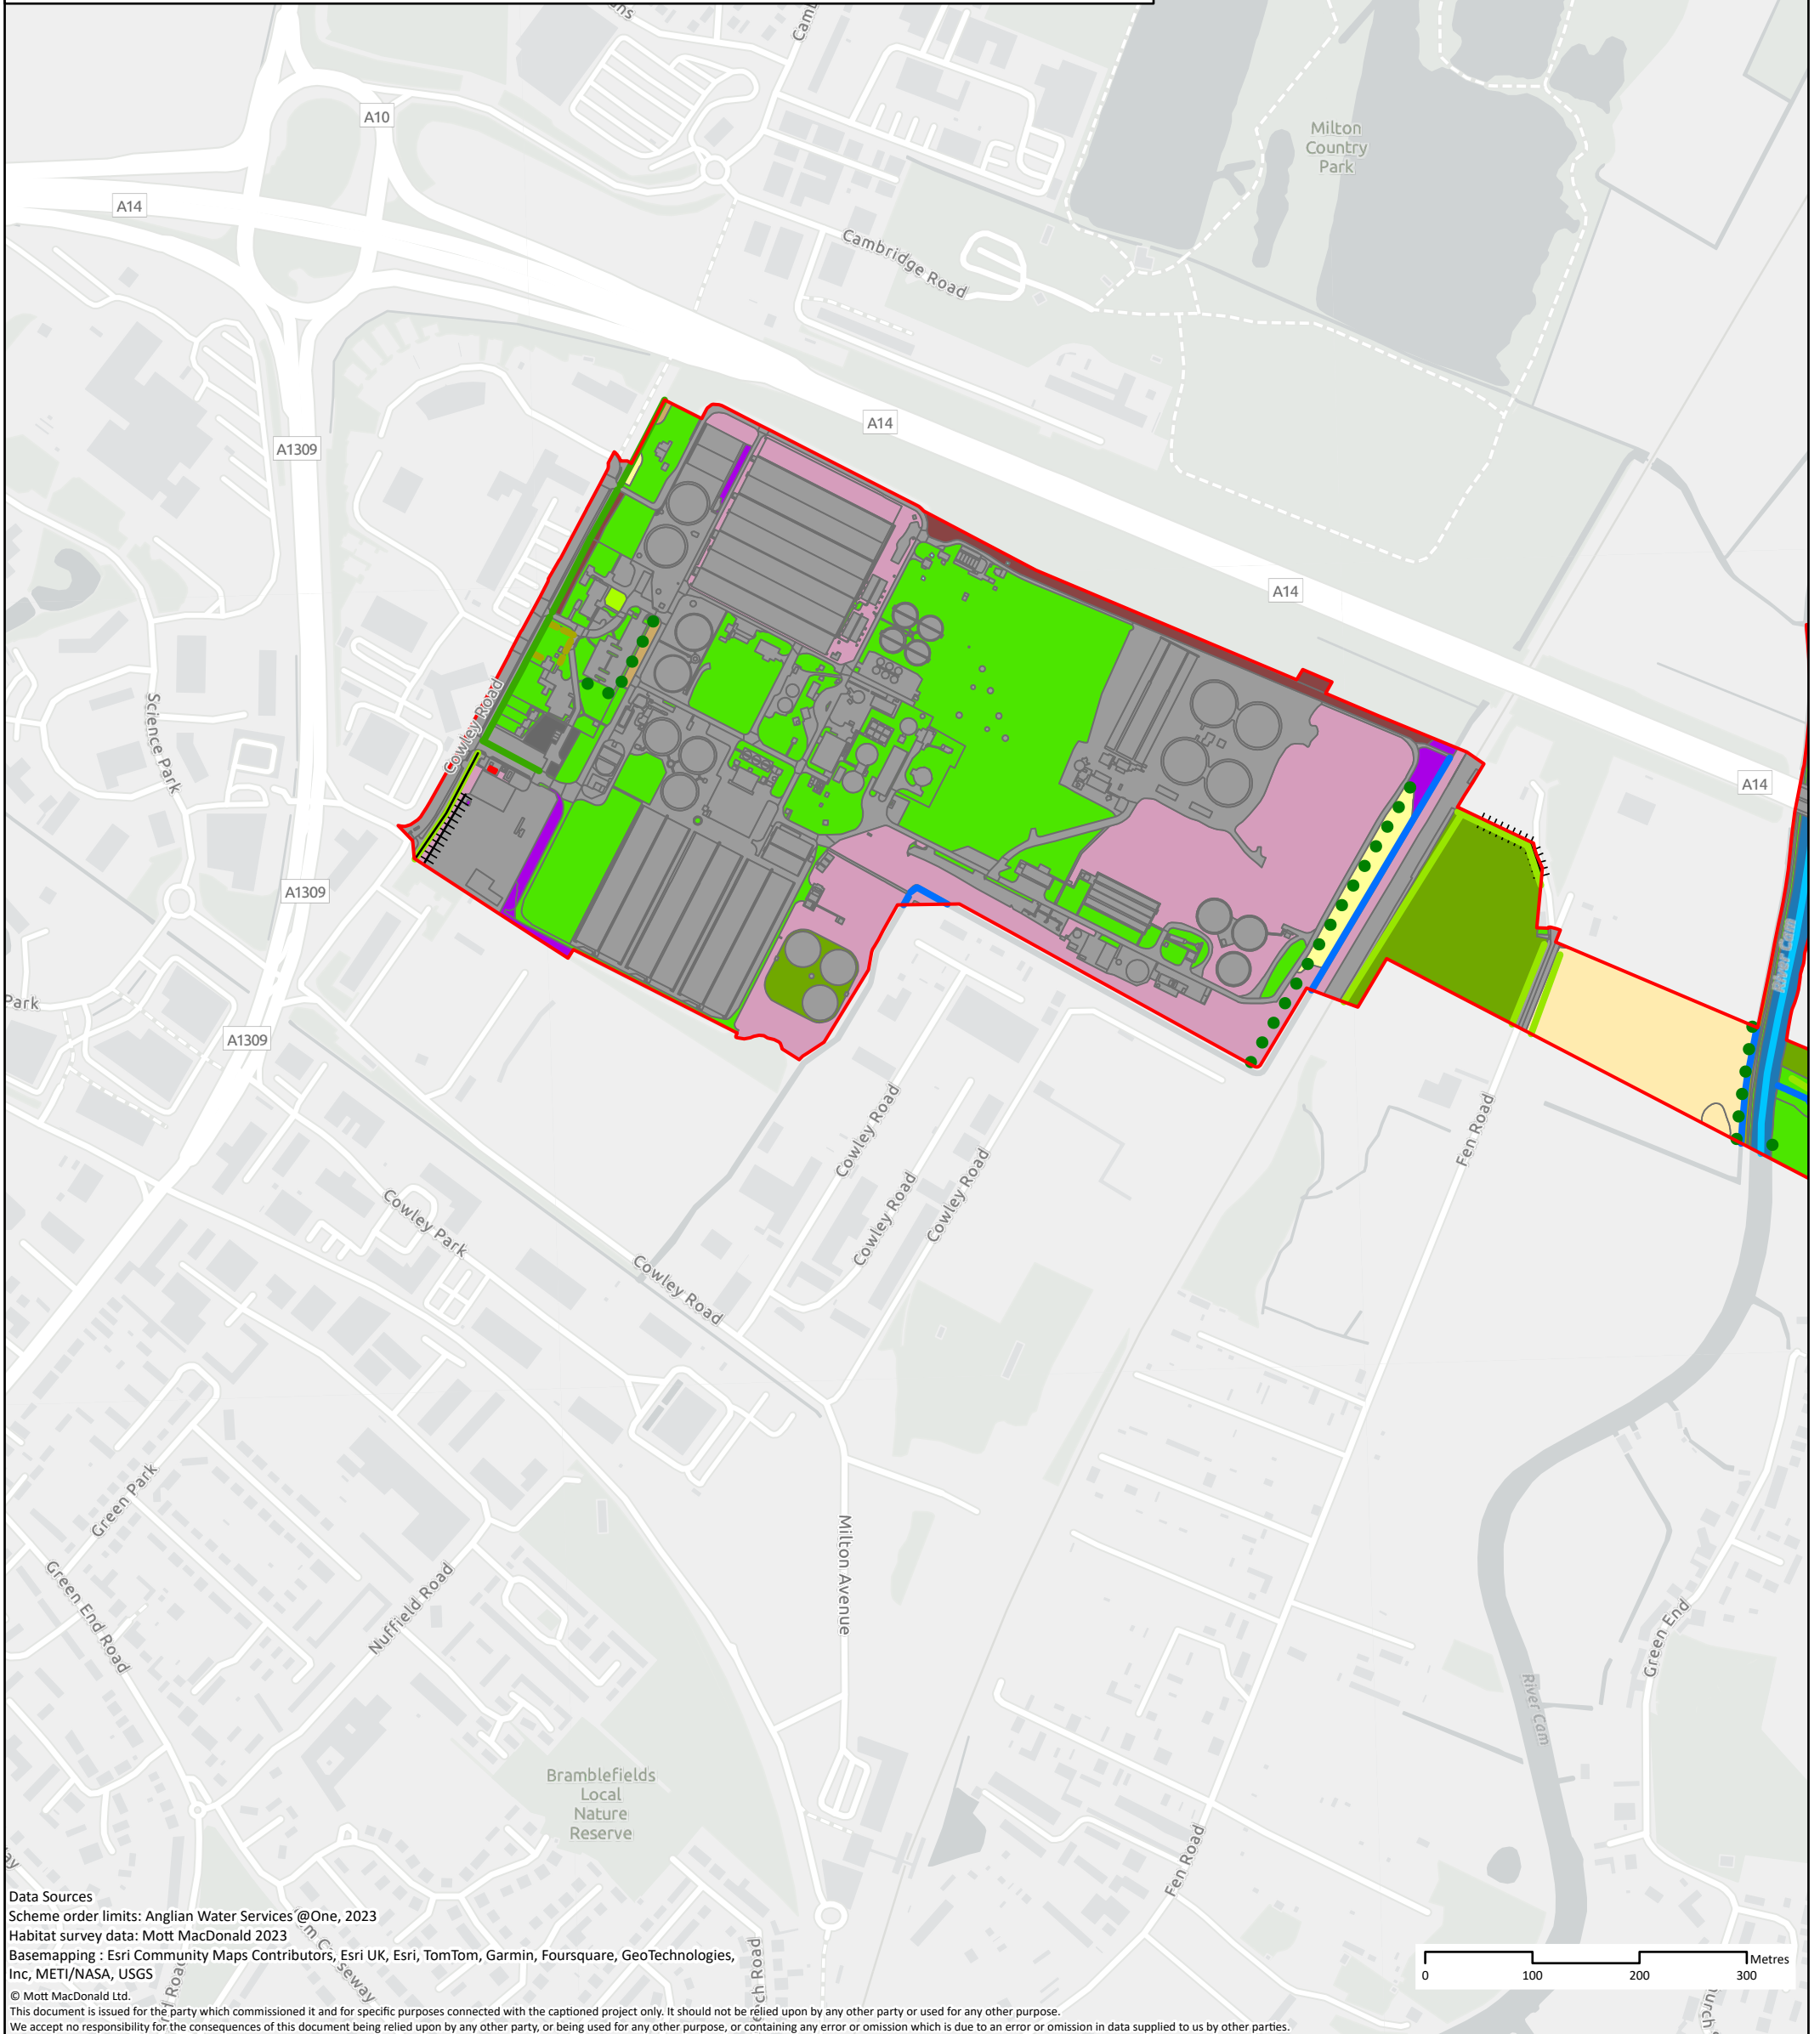 A10
A14
Milton
Country
Park
Cambridge Road
A14
A1309
A14
Science Park
Cowley Road
A14
A1309
River Cam
Park
A1309
Fen Road
Cowley Road
Cowley Road
Cowley Road
Cowley Park
Cowley Road
Green Park
Milton Avenue
Green End Road
Nuffield Road
Green End
River Cam
Bramblefields
Local
Nature
Reserve
Fen Road
Data Sources
Scheme order limits: Anglian Water Services @One, 2023
Habitat survey data: Mott MacDonald 2023
Basemapping : Esri Community Maps Contributors, Esri UK, Esri, TomTom, Garmin, Foursquare, GeoTechnologies,
Inc, METI/NASA, USGS
© Mott MacDonald Ltd.
This document is issued for the party which commissioned it and for specific purposes connected with the captioned project only. It should not be relied upon by any other party or used for any other purpose.
We accept no responsibility for the consequences of this document being relied upon by any other party, or being used for any other purpose, or containing any error or omission which is due to an error or omission in data supplied to us by other parties.
Metres
0 100 200 300